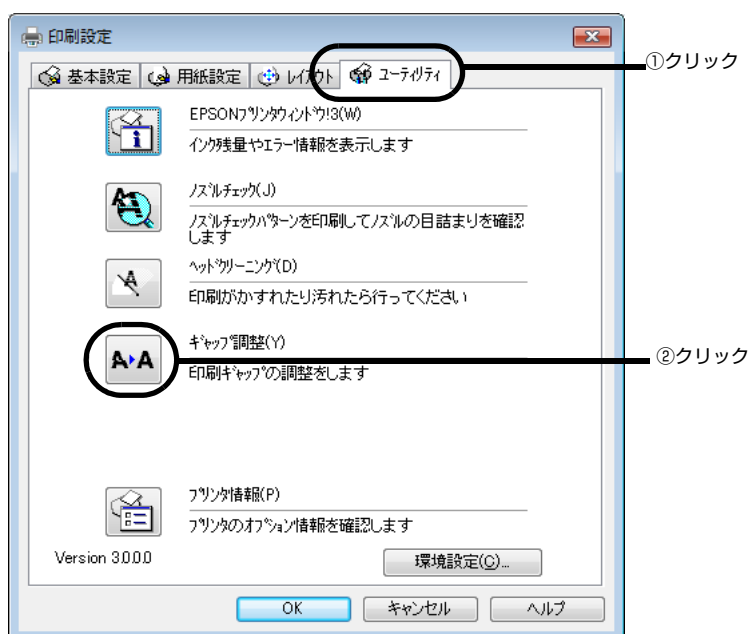 印刷設定
①クリック
基本設定 用紙設定 レイアウト ユーティリティ
EPSONプリンタウィンドウ!3(W)
インク残量やエラー情報を表示します
ノズルチェック(J)
ノズルチェックパターンを印刷してノズルの目詰まりを確認
します
ヘッドクリーニング(D)
印刷がかすれたり汚れたら行ってください
ギャップ調整(Y)
②クリック
印刷ギャップの調整をします
プリンタ情報(P)
プリンタのオプション情報を確認します
Version 3.0.0.0
環境設定(C)...
OK キャンセル ヘルプ